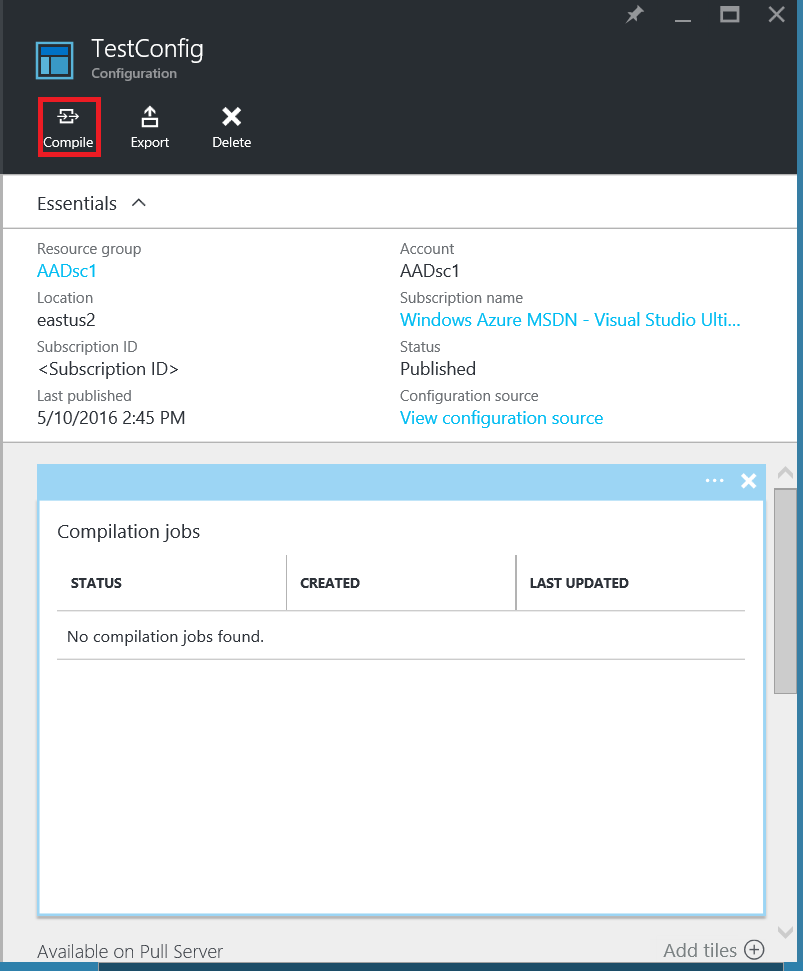 TestConfig
Configuration
Compile
Export
Delete
Essentials
Resource group
AADsc1
Account
AADsc1
Location
eastus2
Subscription name
Windows Azure MSDN - Visual Studio Ulti...
Subscription ID
<Subscription ID>
Status
Published
Last published
5/10/2016 2:45 PM
Configuration source
View configuration source
Compilation jobs
STATUS CREATED LAST UPDATED
No compilation jobs found.
Available on Pull Server
Add tiles